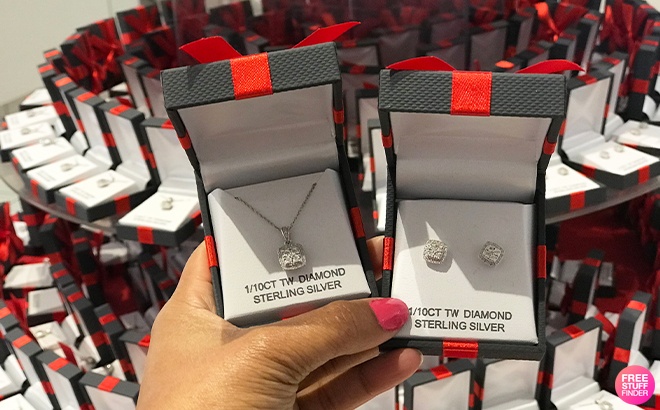 1/10CT TW DIAMOND
STERLING SILVER
1/10CT TW DIAMOND
STERLING SILVER
FREE
STUFF
FINDER